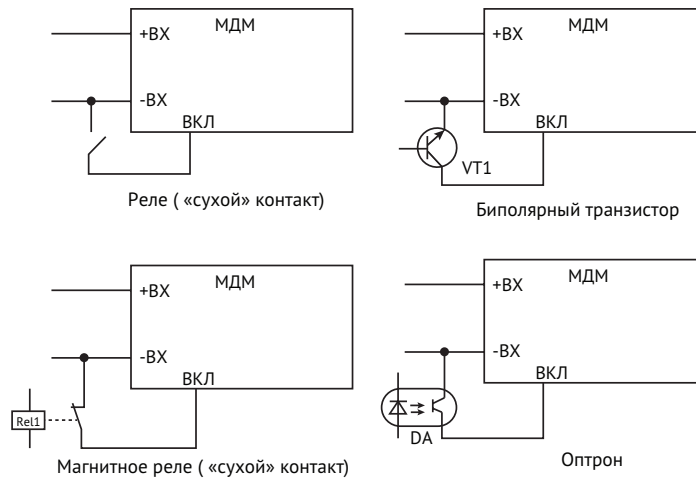 МДМ
+ВХ
-ВХ
ВКЛ
Реле ( «сухой» контакт)
МДМ
+ВХ
-ВХ
ВКЛ
VT1
Биполярный транзистор
МДМ
+ВХ
-ВХ
ВКЛ
Rel1
Магнитное реле ( «сухой» контакт)
МДМ
+ВХ
-ВХ
ВКЛ
DA
Оптрон